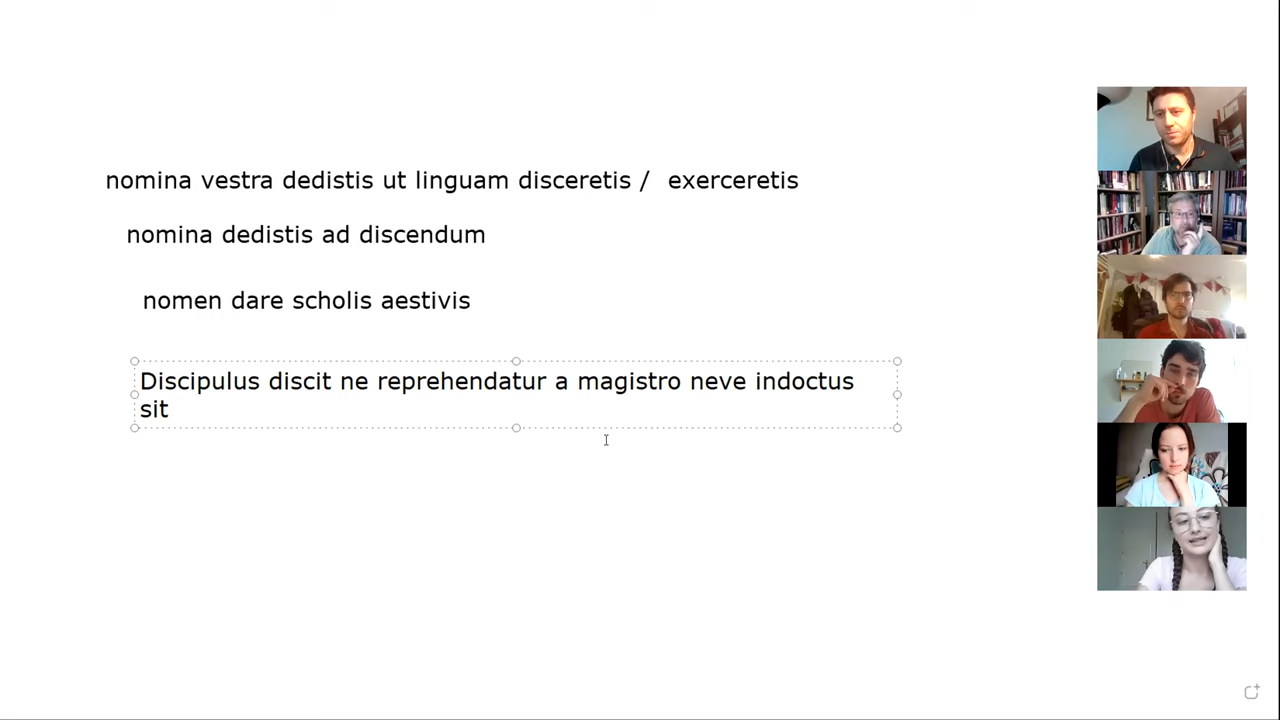 nomina vestra dedistis ut linguam disceretis / exerceretis
nomina dedistis ad discendum
nomen dare scholis aestivis
Discipulus discit ne reprehendatur a magistro neve indoctus
sit